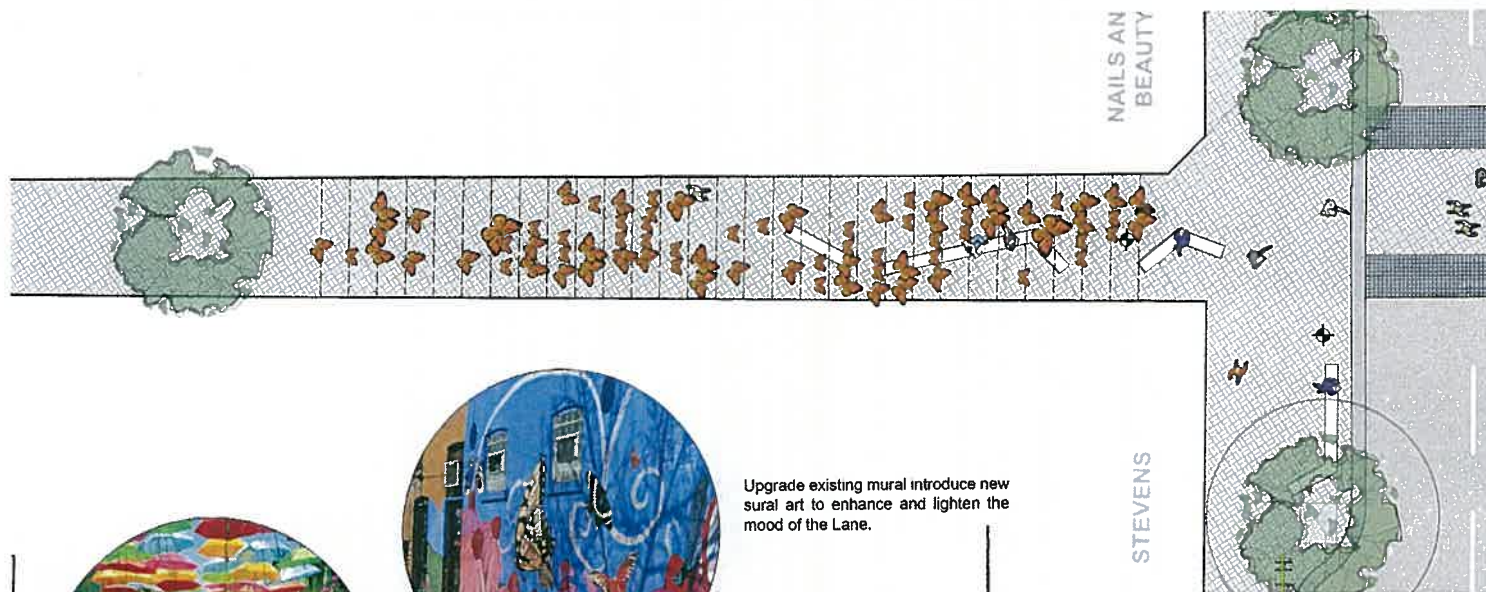 NAILS AN
BEAUTY
Upgrade existing mural introduce new
sural art to enhance and lighten the
mood of the Lane.
STEVENS